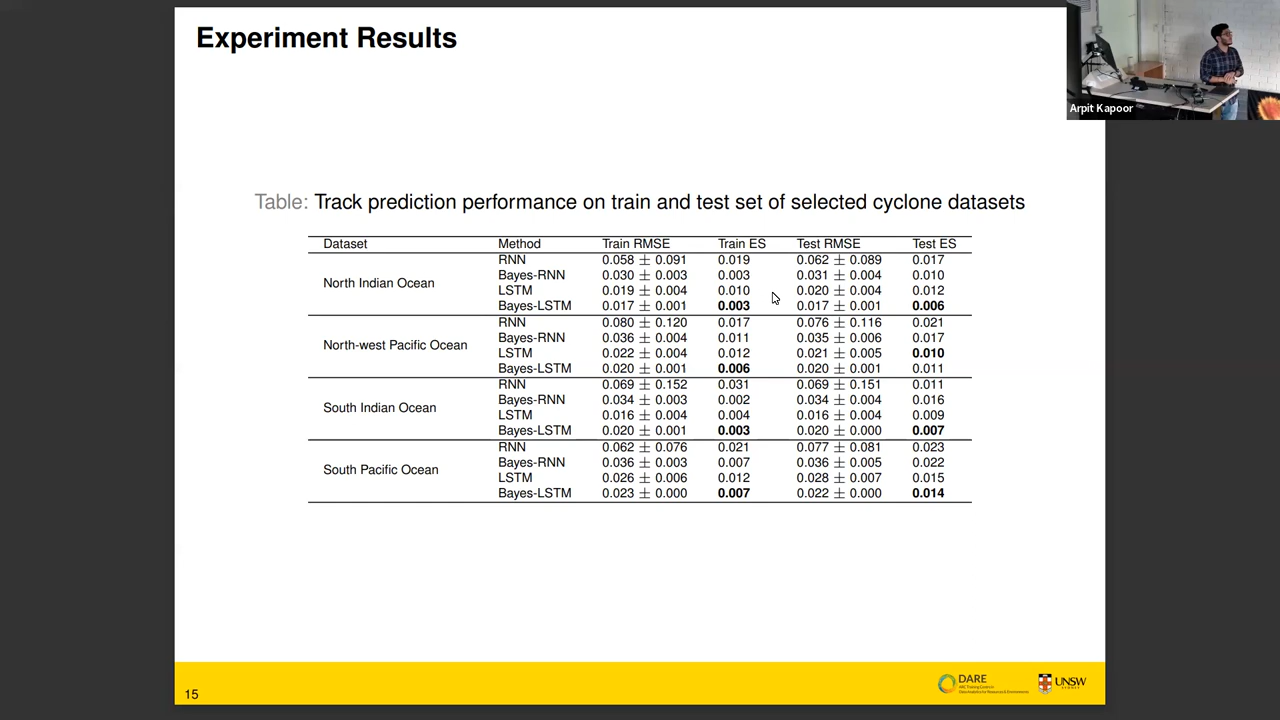 Experiment Results
Arpit Kapoor
Table: Track prediction performance on train and test set of selected cyclone datasets
Dataset Method Train RMSE Train ES Test RMSE Test ES
North Indian Ocean
RNN 0.058 ± 0.091 0.019 0.062 ± 0.089 0.017
Bayes-RNN 0.030 ± 0.003 0.003 0.031 ± 0.004 0.010
LSTM 0.019 ± 0.004 0.010 0.020 ± 0.004 0.012
Bayes-LSTM 0.017 ± 0.001 0.003 0.017 ± 0.001 0.006
North-west Pacific Ocean
RNN 0.080 ± 0.120 0.017 0.076 ± 0.116 0.021
Bayes-RNN 0.036 ± 0.004 0.011 0.035 ± 0.006 0.017
LSTM 0.022 ± 0.004 0.012 0.021 ± 0.005 0.010
Bayes-LSTM 0.020 ± 0.001 0.006 0.020 ± 0.001 0.011
South Indian Ocean
RNN 0.069 ± 0.152 0.031 0.069 ± 0.151 0.011
Bayes-RNN 0.034 ± 0.003 0.002 0.034 ± 0.004 0.016
LSTM 0.016 ± 0.004 0.004 0.016 ± 0.004 0.009
Bayes-LSTM 0.020 ± 0.001 0.003 0.020 ± 0.000 0.007
South Pacific Ocean
RNN 0.062 ± 0.076 0.021 0.077 ± 0.081 0.023
Bayes-RNN 0.036 ± 0.003 0.007 0.036 ± 0.005 0.022
LSTM 0.026 ± 0.006 0.012 0.028 ± 0.007 0.015
Bayes-LSTM 0.023 ± 0.000 0.007 0.022 ± 0.000 0.014
15
DARE
UNSW